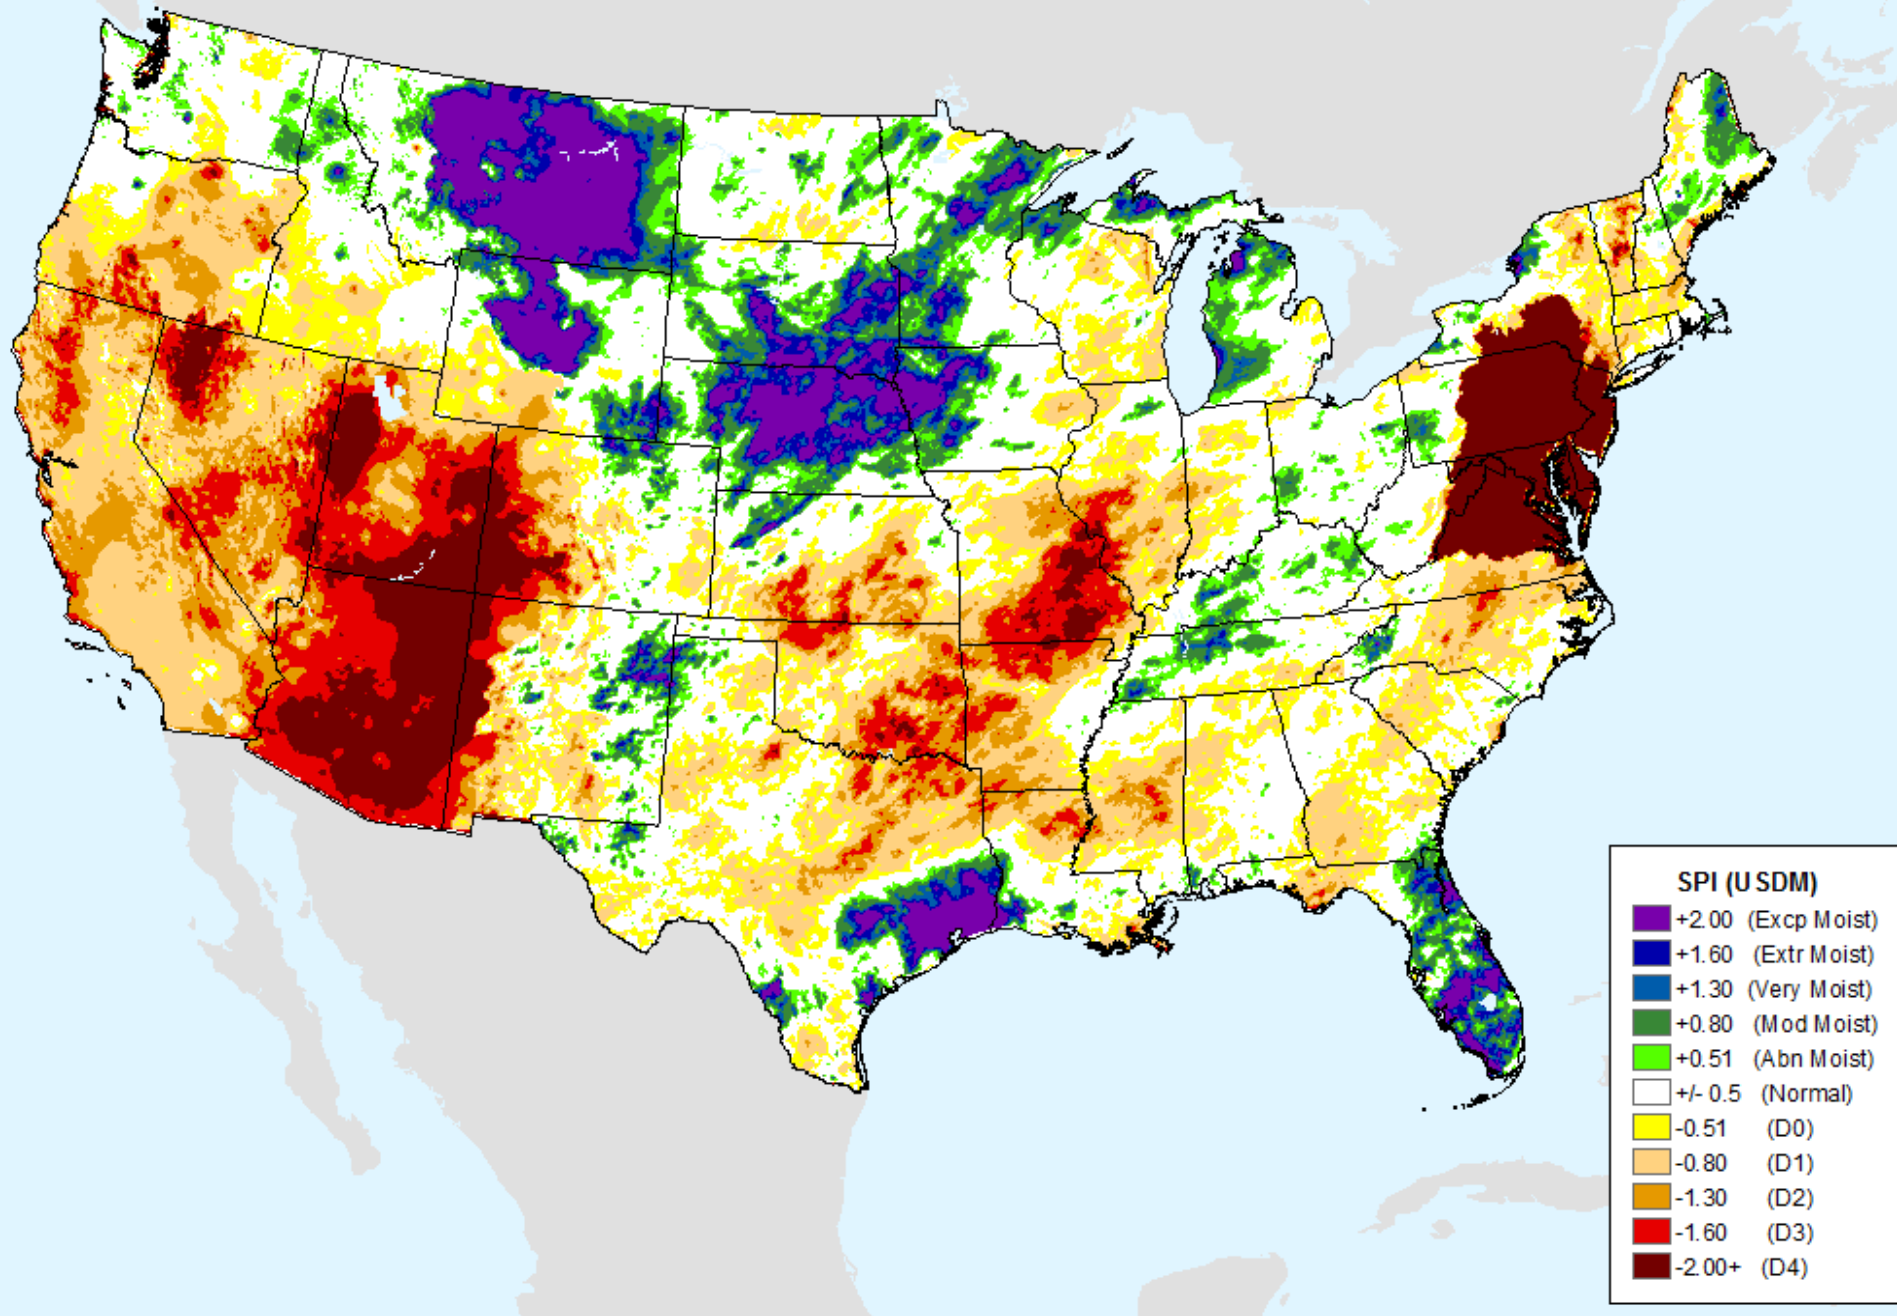 SPI (USDM)
+2.00 (Excp Moist)
+1.60 (Extr Moist)
+1.30 (Very Moist)
+0.80 (Mod Moist)
+0.51 (Abn Moist)
+/- 0.5 (Normal)
-0.51 (D0)
-0.80 (D1)
-1.30 (D2)
-1.60 (D3)
-2.00+ (D4)